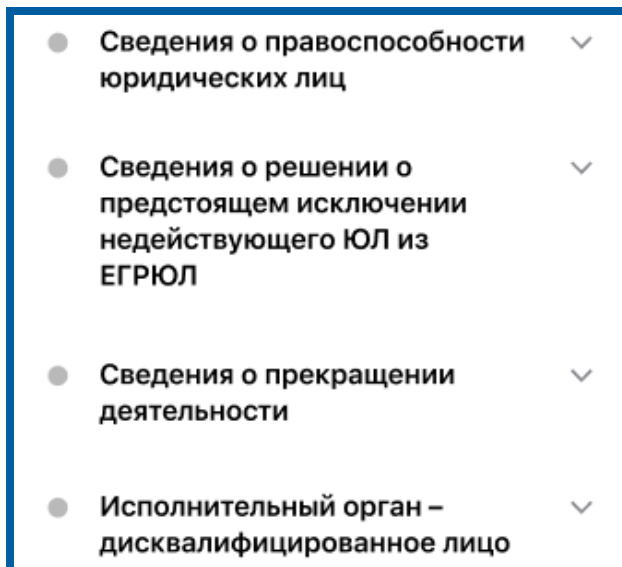 Сведения о правоспособности
юридических лиц
Сведения о решении о
предстоящем исключении
недействующего ЮЛ из
ЕГРЮЛ
Сведения о прекращении
деятельности
Исполнительный орган –
дисквалифицированное лицо